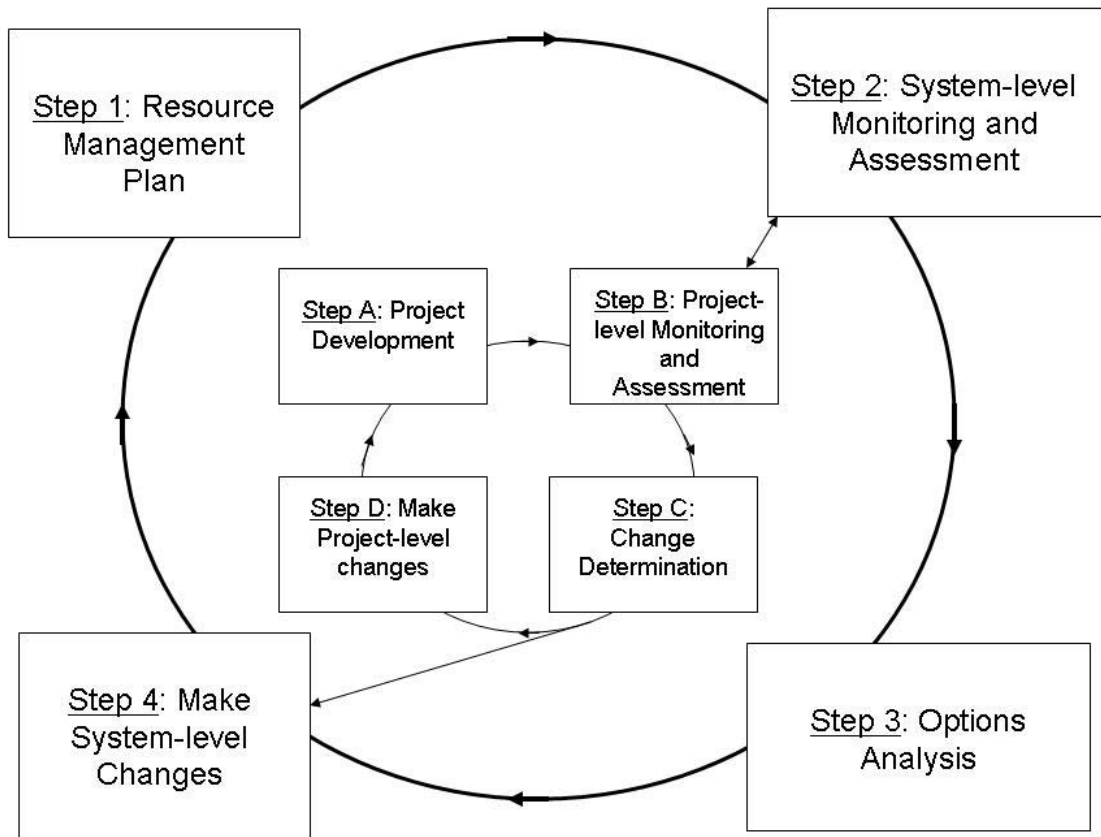 Step 1: Resource
Management
Plan
Step 2: System-level
Monitoring and
Assessment
Step A: Project
Development
Step B: Project-
level Monitoring
and
Assessment
Step D: Make
Project-level
changes
Step C:
Change
Determination
Step 4: Make
System-level
Changes
Step 3: Options
Analysis